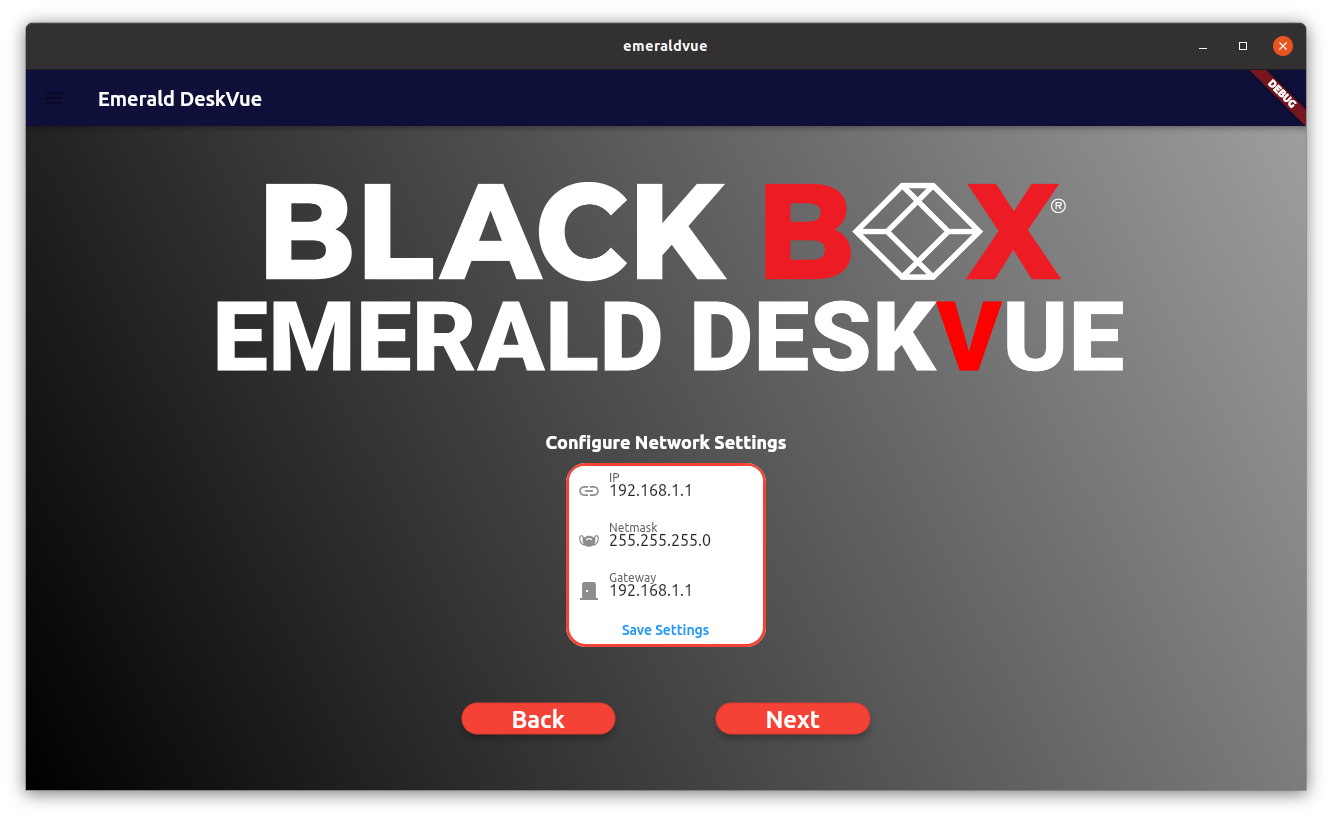 emeraldvue
Emerald DeskVue
DEBUG
BLACK BOX®
EMERALD DESKVUE
Configure Network Settings
IP
192.168.1.1
Netmask
255.255.255.0
Gateway
192.168.1.1
Save Settings
Back Next